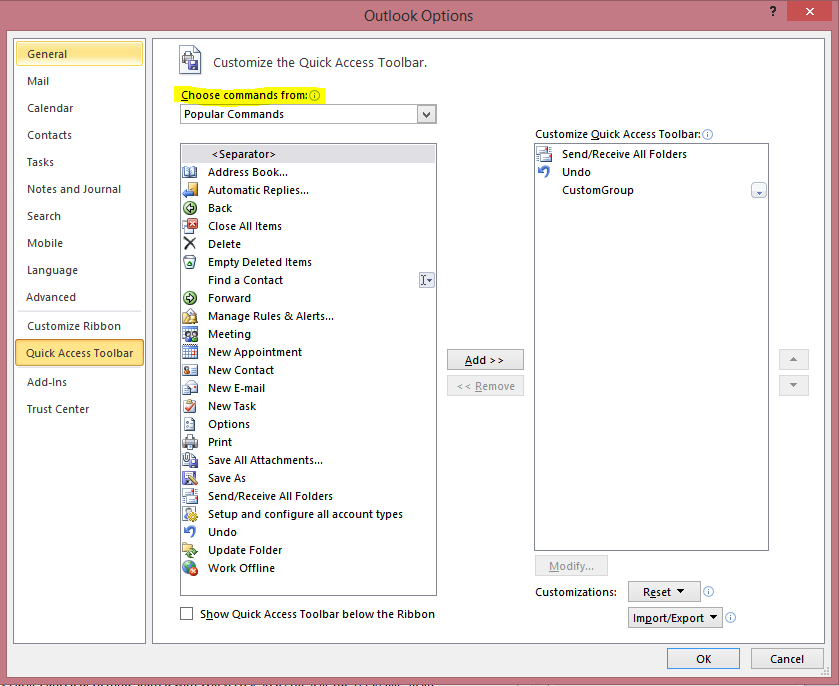 Outlook Options
?
General
Mail
Calendar
Contacts
Tasks
Notes and Journal
Search
Mobile
Language
Advanced
Customize Ribbon
Quick Access Toolbar
Add-Ins
Trust Center
Customize the Quick Access Toolbar.
Choose commands from:
Popular Commands
<Separator>
Address Book...
Automatic Replies...
Back
Close All Items
Delete
Empty Deleted Items
Find a Contact
Forward
Manage Rules & Alerts...
Meeting
New Appointment
New Contact
New E-mail
New Task
Options
Print
Save All Attachments...
Save As
Send/Receive All Folders
Setup and configure all account types
Undo
Update Folder
Work Offline
Show Quick Access Toolbar below the Ribbon
Add >>
<< Remove
Customize Quick Access Toolbar:
Send/Receive All Folders
Undo
CustomGroup
Modify...
Customizations:
Reset
Import/Export
OK
Cancel